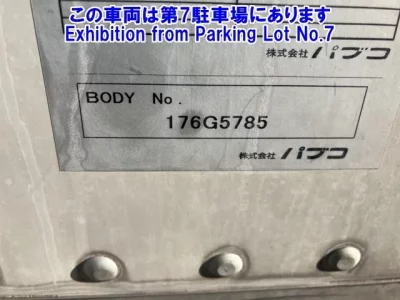 この車両は第7駐車場にあります
Exhibition from Parking Lot No.7
株式会社 パブコ
BODY No.
176G5785
株式会社 パブコ